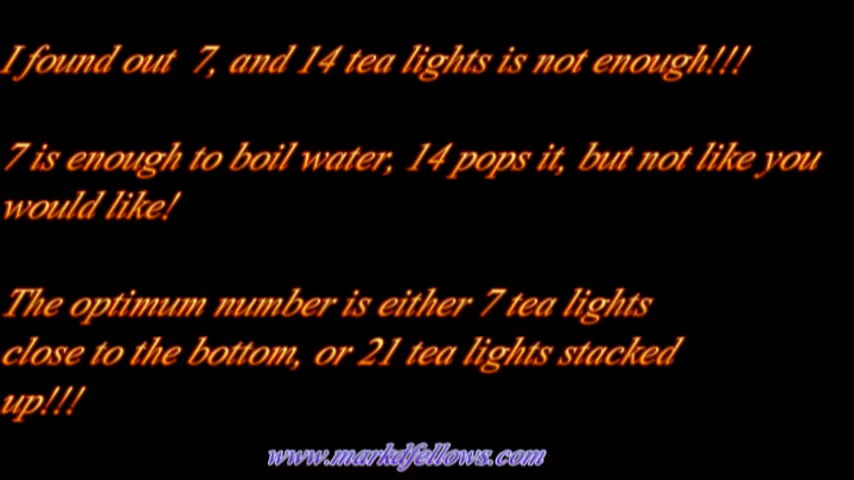 I found out 7, and 14 tea lights is not enough!!!
7 is enough to boil water, 14 pops it, but not like you
would like!
The optimum number is either 7 tea lights
close to the bottom, or 21 tea lights stacked
up!!!
www.markdfellows.com